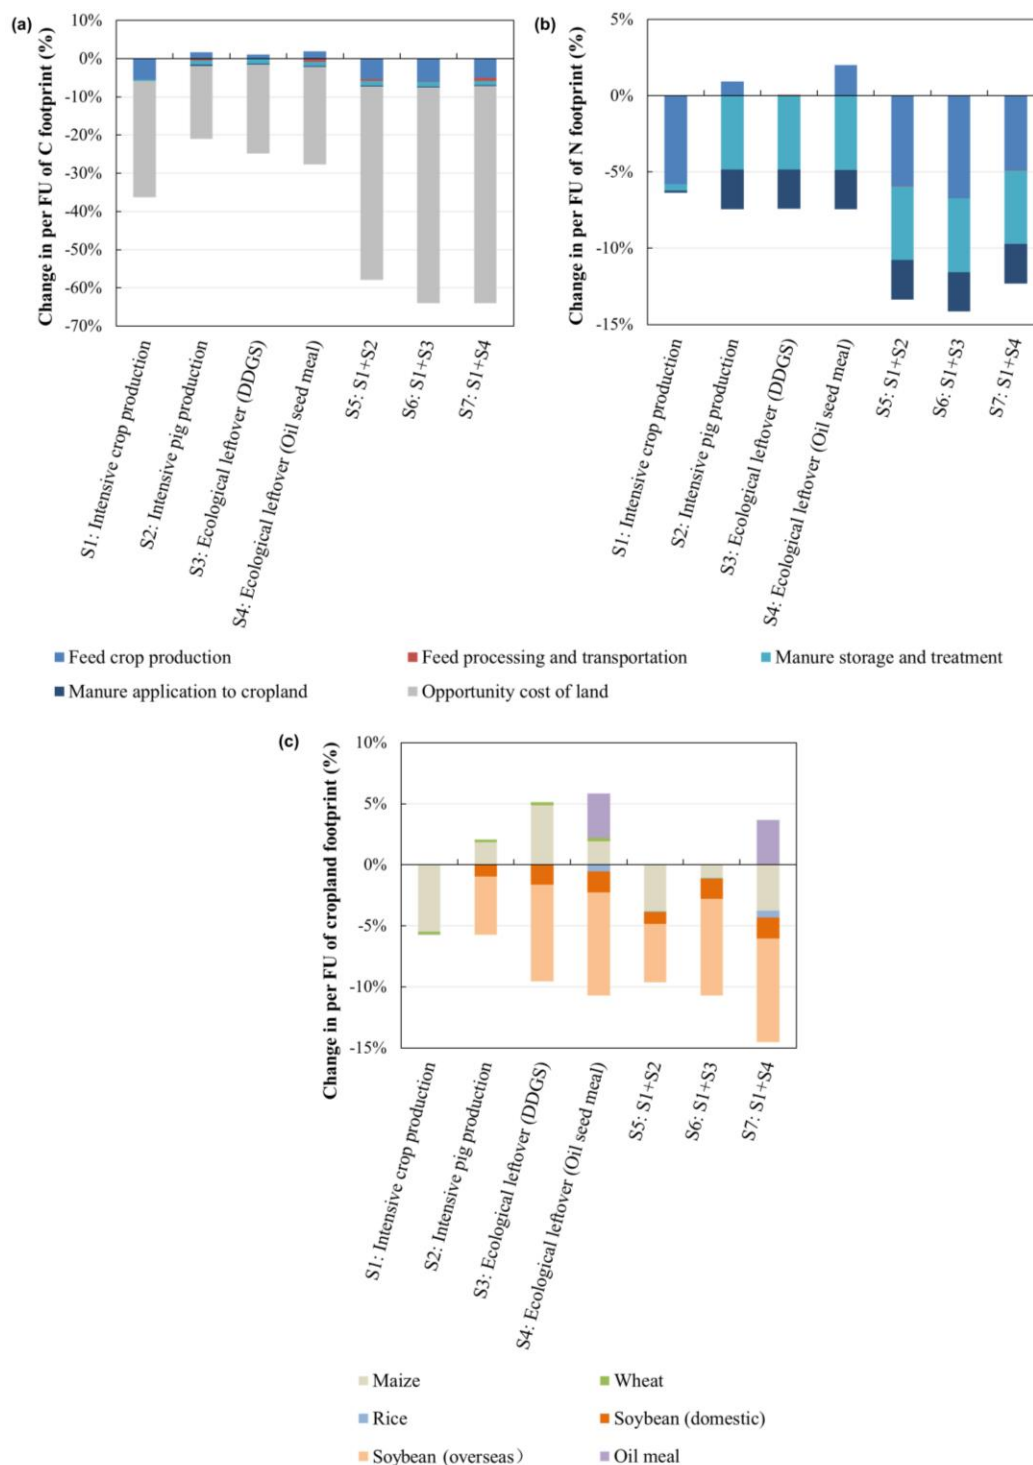 (a)
Change in per FU of C footprint (%)
10%
0%
-10%
-20%
-30%
-40%
-50%
-60%
-70%
S1: Intensive crop production
S2: Intensive pig production
S3: Ecological leftover (DDGS)
S4: Ecological leftover (Oil seed meal)
S5: S1+S2
S6: S1+S3
S7: S1+S4
(b)
Change in per FU of N footprint (%)
5%
0%
-5%
-10%
-15%
S1: Intensive crop production
S2: Intensive pig production
S3: Ecological leftover (DDGS)
S4: Ecological leftover (Oil seed meal)
S5: S1+S2
S6: S1+S3
S7: S1+S4
Feed crop production
Feed processing and transportation
Manure storage and treatment
Manure application to cropland
Opportunity cost of land
(c)
Change in per FU of cropland footprint (%)
10%
5%
0%
-5%
-10%
-15%
S1: Intensive crop production
S2: Intensive pig production
S3: Ecological leftover (DDGS)
S4: Ecological leftover (Oil seed meal)
S5: S1+S2
S6: S1+S3
S7: S1+S4
Maize
Wheat
Rice
Soybean (domestic)
Soybean (overseas）
Oil meal